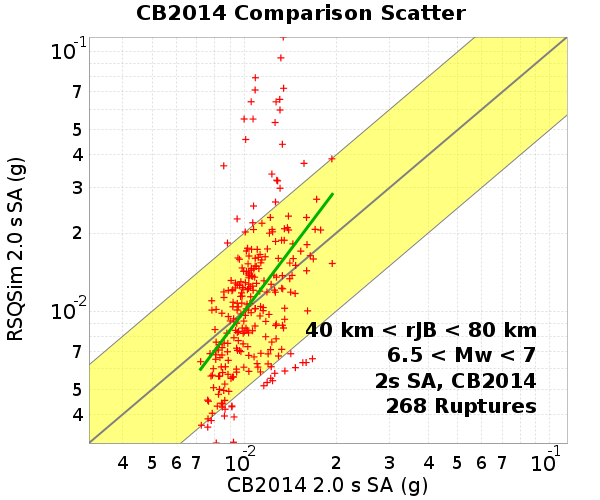 CB2014 Comparison Scatter
RSQSim 2.0 s SA (g)
10-1
7
5
4
3
2
10-2
7
5
4
40 km < rJB < 80 km
6.5 < Mw < 7
2s SA, CB2014
268 Ruptures
4 5 6 7 10-2 2 3 4 5 6 7 10-1
CB2014 2.0 s SA (g)